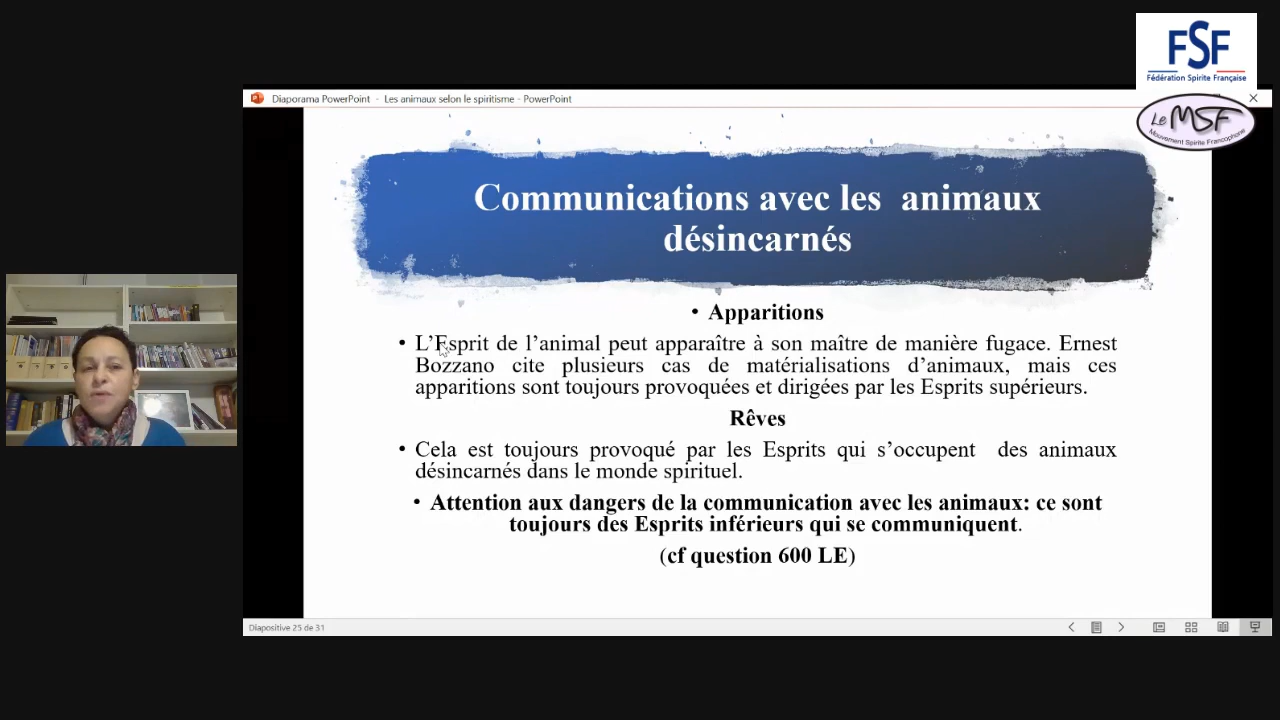 FSF
Fédération Spirite Française
Le MSF
Mouvement Spirite Francophone
Diaporama PowerPoint - Les animaux selon le spiritisme - PowerPoint
Communications avec les animaux
désincarnés
• Apparitions
• L’Esprit de l’animal peut apparaître à son maître de manière fugace. Ernest
Bozzano cite plusieurs cas de matérialisations d’animaux, mais ces
apparitions sont toujours provoquées et dirigées par les Esprits supérieurs.
Rêves
• Cela est toujours provoqué par les Esprits qui s’occupent des animaux
désincarnés dans le monde spirituel.
• Attention aux dangers de la communication avec les animaux: ce sont
toujours des Esprits inférieurs qui se communiquent.
(cf question 600 LE)
Diapositive 25 de 31